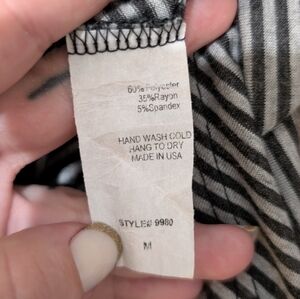 60% Polyester
35%Rayon
5%Spandex
HAND WASH COLD
HANG TO DRY
MADE IN USA
STYLE# 9980
M